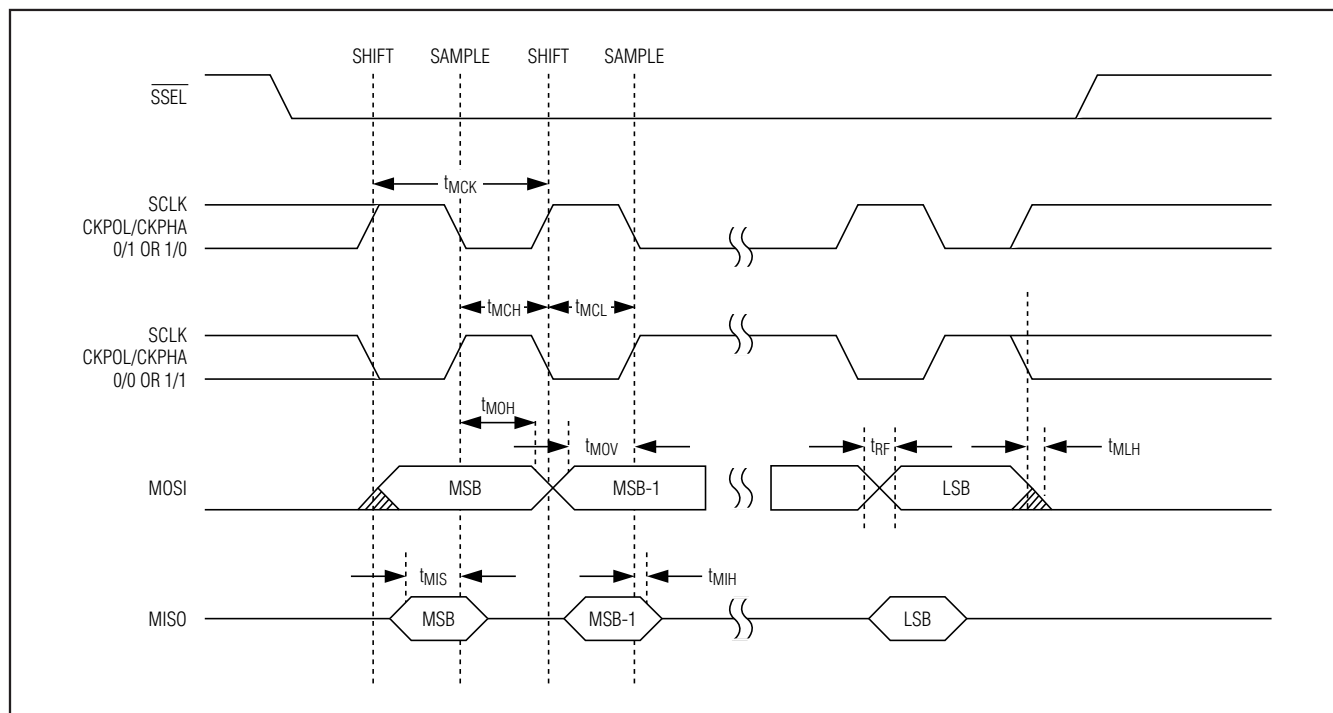 SHIFT SAMPLE SHIFT SAMPLE
SSEL
tMCK
SCLK
CKPOL/CKPHA
0/1 OR 1/0
tMCH tMCL
SCLK
CKPOL/CKPHA
0/0 OR 1/1
tMOH
tMOV tRF tMLH
MOSI MSB MSB-1 LSB
tMIS tMIH
MISO MSB MSB-1 LSB